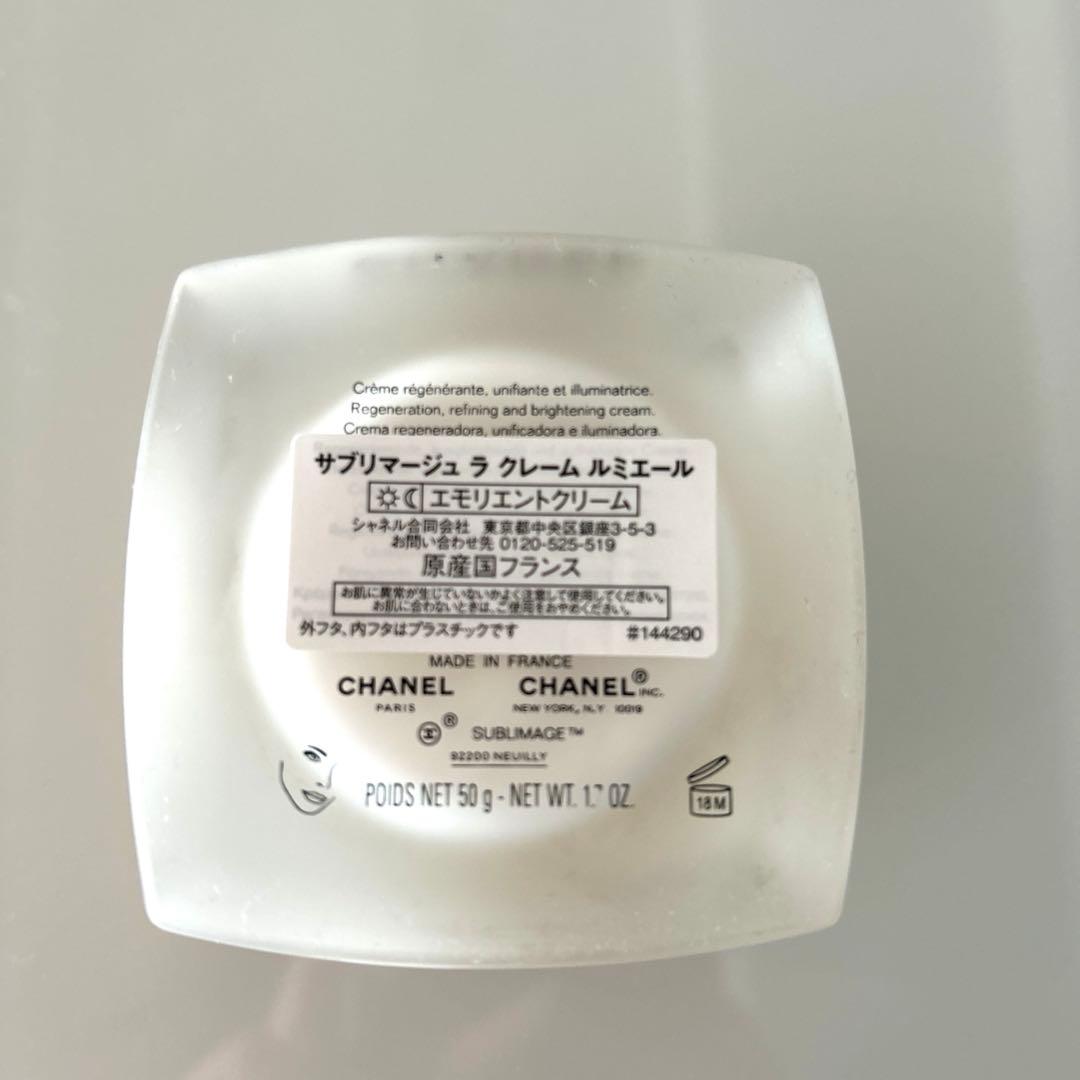 Crème régénérante, unifiante et illuminatrice.
Regeneration, refining and brightening cream.
Crema regeneradora, unificadora e iluminadora.
サブリマージュ ラ クレーム ルミエール
エモリエントクリーム
シャネル合同会社 東京都中央区銀座3-5-3
お問い合わせ先 0120-525-519
原産国フランス
お肌に異常が生じていないかよく注意して使用してください。
お肌に合わないときは、ご使用をおやめください。
外フタ、内フタはプラスチックです #144290
MADE IN FRANCE
CHANEL CHANEL® INC.
PARIS NEW YORK, N.Y 10019
® SUBLIMAGE™
92200 NEUILLY
POIDS NET 50 g - NET WT. 1.7 OZ.
18 M